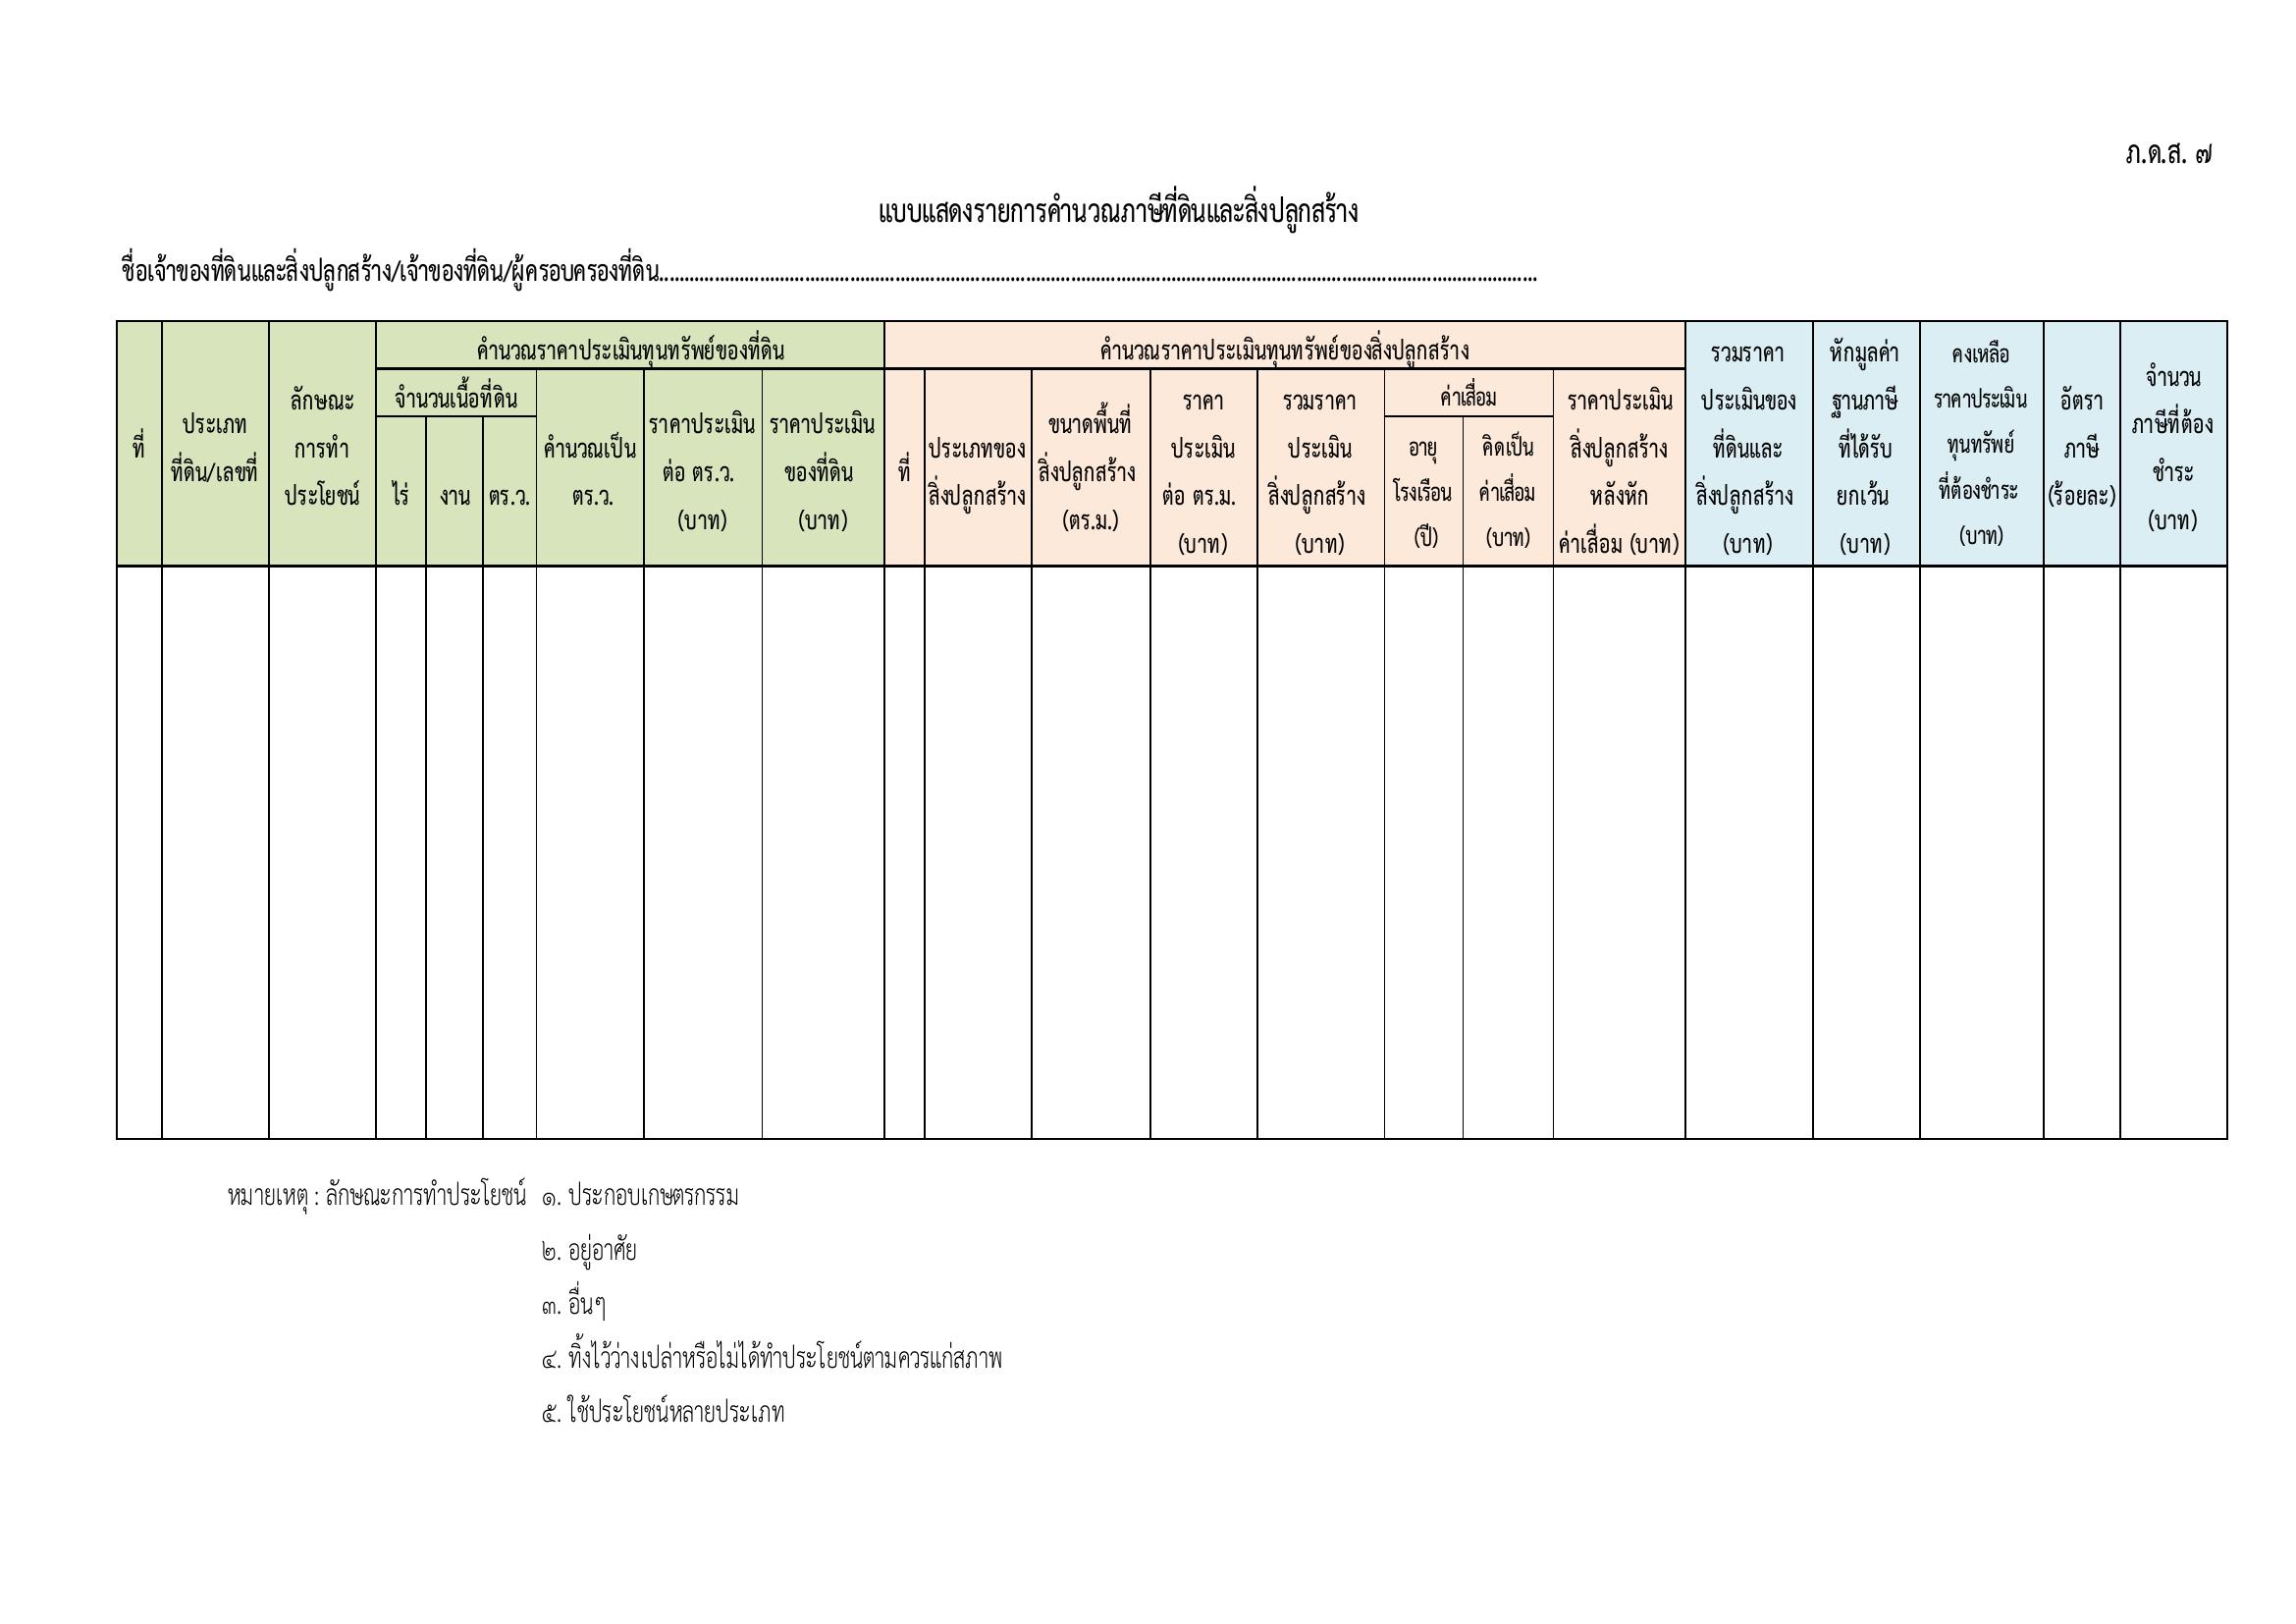 ภ.ด.ส. ๗
แบบแสดงรายการคำนวณภาษีที่ดินและสิ่งปลูกสร้าง
ชื่อเจ้าของที่ดินและสิ่งปลูกสร้าง/เจ้าของที่ดิน/ผู้ครอบครองที่ดิน................................................................................................................................................................................
ที่
ประเภท
ที่ดิน/เลขที่
ลักษณะ
การทำ
ประโยชน์
คำนวณราคาประเมินทุนทรัพย์ของที่ดิน
จำนวนเนื้อที่ดิน
ไร่
งาน
ตร.ว.
คำนวณเป็น
ตร.ว.
ราคาประเมิน
ต่อ ตร.ว.
(บาท)
ราคาประเมิน
ของที่ดิน
(บาท)
คำนวณราคาประเมินทุนทรัพย์ของสิ่งปลูกสร้าง
ที่
ประเภทของ
สิ่งปลูกสร้าง
ขนาดพื้นที่
สิ่งปลูกสร้าง
(ตร.ม.)
ราคา
ประเมิน
ต่อ ตร.ม.
(บาท)
รวมราคา
ประเมิน
สิ่งปลูกสร้าง
(บาท)
ค่าเสื่อม
อายุ
โรงเรือน
(ปี)
คิดเป็น
ค่าเสื่อม
(บาท)
ราคาประเมิน
สิ่งปลูกสร้าง
หลังหัก
ค่าเสื่อม (บาท)
รวมราคา
ประเมินของ
ที่ดินและ
สิ่งปลูกสร้าง
(บาท)
หักมูลค่า
ฐานภาษี
ที่ได้รับ
ยกเว้น
(บาท)
คงเหลือ
ราคาประเมิน
ทุนทรัพย์
ที่ต้องชำระ
(บาท)
อัตรา
ภาษี
(ร้อยละ)
จำนวน
ภาษีที่ต้อง
ชำระ
(บาท)
หมายเหตุ : ลักษณะการทำประโยชน์ ๑. ประกอบเกษตรกรรม
๒. อยู่อาศัย
๓. อื่นๆ
๔. ทิ้งไว้ว่างเปล่าหรือไม่ได้ทำประโยชน์ตามควรแก่สภาพ
๕. ใช้ประโยชน์หลายประเภท